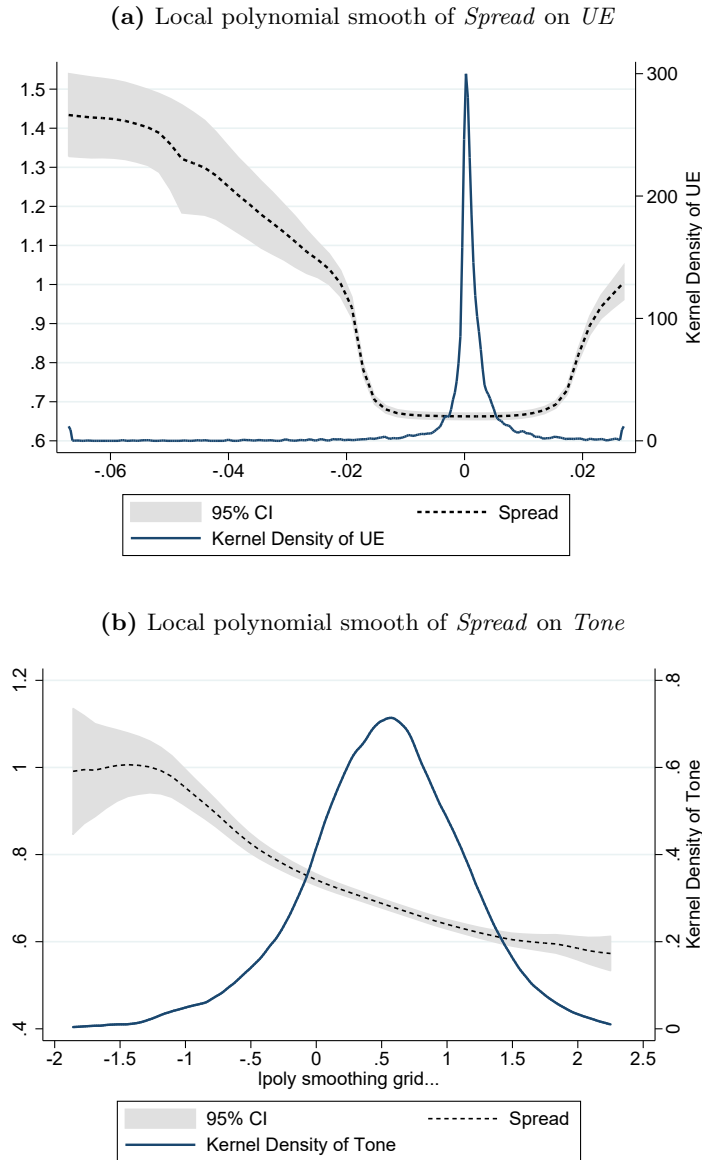 (a) Local polynomial smooth of Spread on UE
1.5
1.4
1.3
1.2
1.1
1
.9
.8
.7
.6
300
200
100
0
Kernel Density of UE
-.06 -.04 -.02 0 .02
95% CI Spread
Kernel Density of UE
(b) Local polynomial smooth of Spread on Tone
1.2
1
.8
.6
.4
.8
.6
.4
.2
0
Kernel Density of Tone
-2 -1.5 -1 -.5 0 .5 1 1.5 2 2.5
lpoly smoothing grid...
95% CI Spread
Kernel Density of Tone